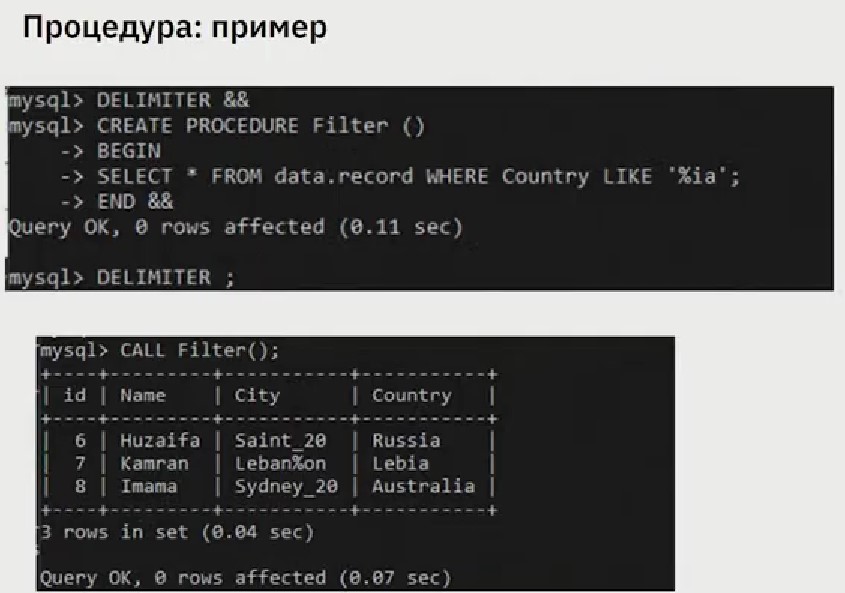 Процедура: пример
mysql> DELIMITER &&
mysql> CREATE PROCEDURE Filter ()
    -> BEGIN
    -> SELECT * FROM data.record WHERE Country LIKE '%ia';
    -> END &&
Query OK, 0 rows affected (0.11 sec)
mysql> DELIMITER ;
mysql> CALL Filter();
+----+---------+-----------+-----------+
| id | Name    | City      | Country   |
+----+---------+-----------+-----------+
|  6 | Huzaifa | Saint_20  | Russia    |
|  7 | Kamran  | Leban%on  | Lebia     |
|  8 | Imama   | Sydney_20 | Australia |
+----+---------+-----------+-----------+
3 rows in set (0.04 sec)
Query OK, 0 rows affected (0.07 sec)